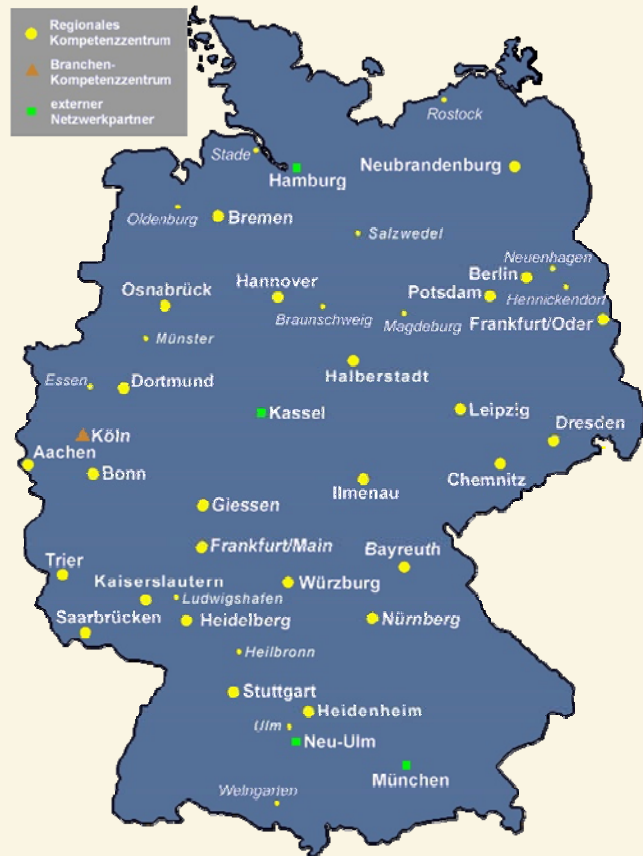 Regionales
Kompetenzzentrum
Branchen-
Kompetenzzentrum
externer
Netzwerkpartner
Rostock
Stade
Hamburg
Neubrandenburg
Oldenburg
Bremen
Salzwedel
Neuenhagen
Berlin
Hannover
Osnabrück
Potsdam
Hennickendorf
Braunschweig
Magdeburg
Frankfurt/Oder
Münster
Halberstadt
Essen
Dortmund
Kassel
Leipzig
Dresden
Köln
Aachen
Bonn
Ilmenau
Chemnitz
Giessen
Frankfurt/Main
Bayreuth
Trier
Kaiserslautern
Würzburg
Ludwigshafen
Saarbrücken
Heidelberg
Nürnberg
Heilbronn
Stuttgart
Heidenheim
Ulm
Neu-Ulm
München
Weingarten